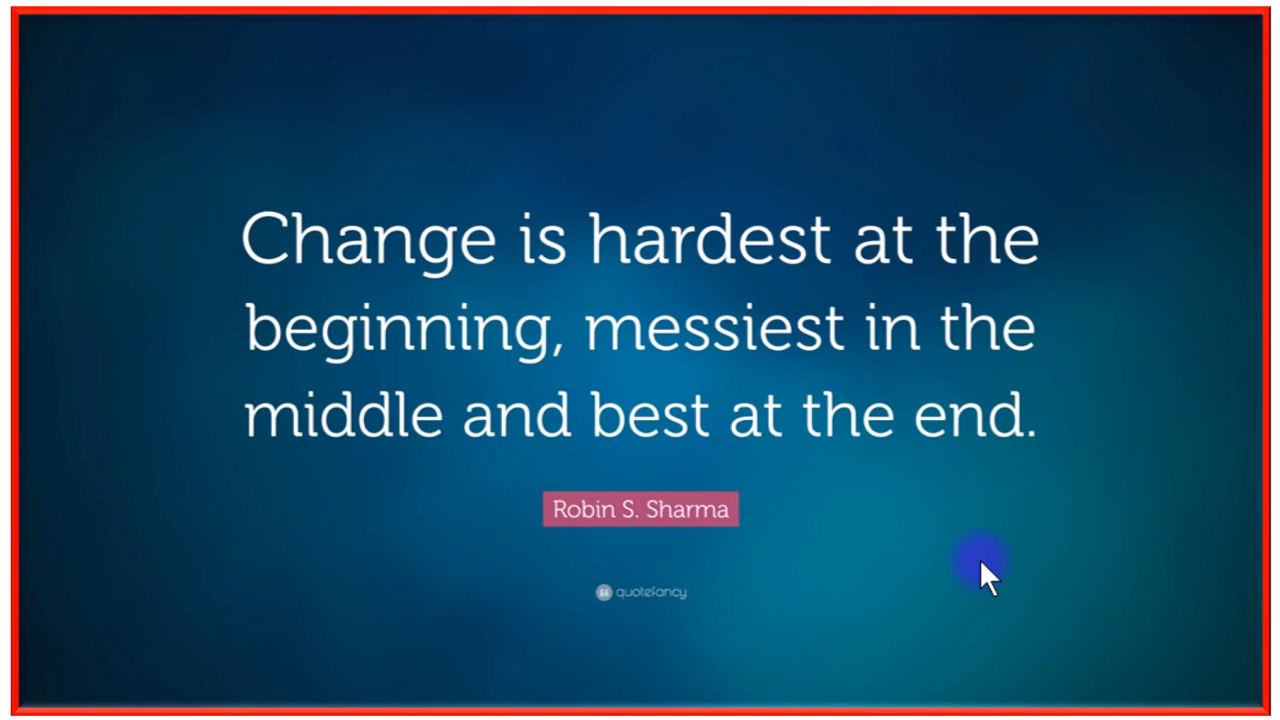 Change is hardest at the
beginning, messiest in the
middle and best at the end.
Robin S. Sharma
quotefancy